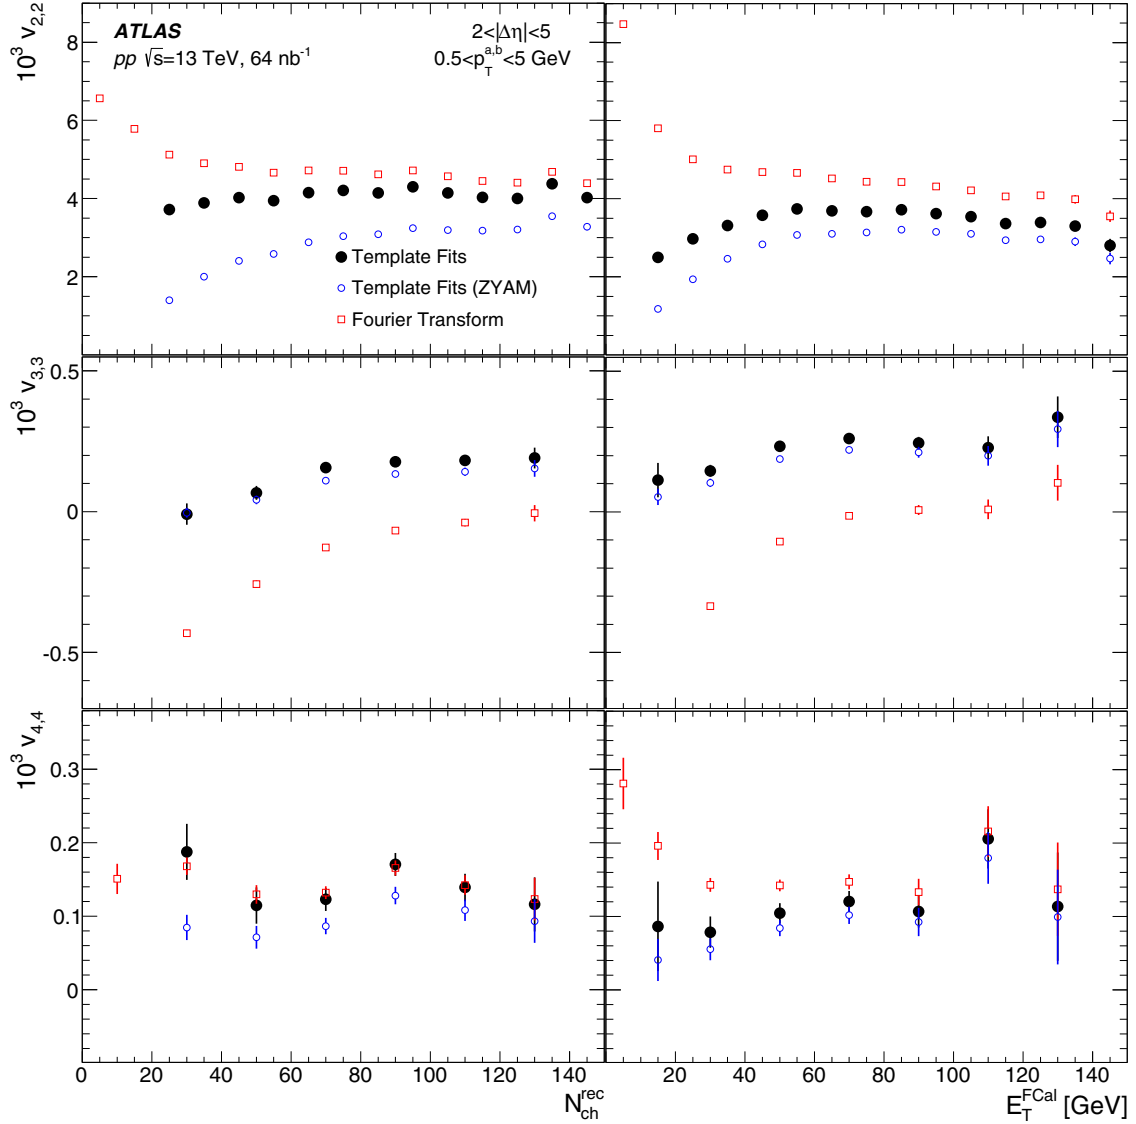 10³ v₂,₂
8
6
4
2
ATLAS
pp √s=13 TeV, 64 nb⁻¹
2<|Δη|<5
0.5<p_T^{a,b}<5 GeV
Template Fits
Template Fits (ZYAM)
Fourier Transform
10³ v₃,₃
0.5
0
-0.5
10³ v₄,₄
0.3
0.2
0.1
0
0 20 40 60 80 100 120 140
N_ch^rec
20 40 60 80 100 120 140
E_T^FCal [GeV]